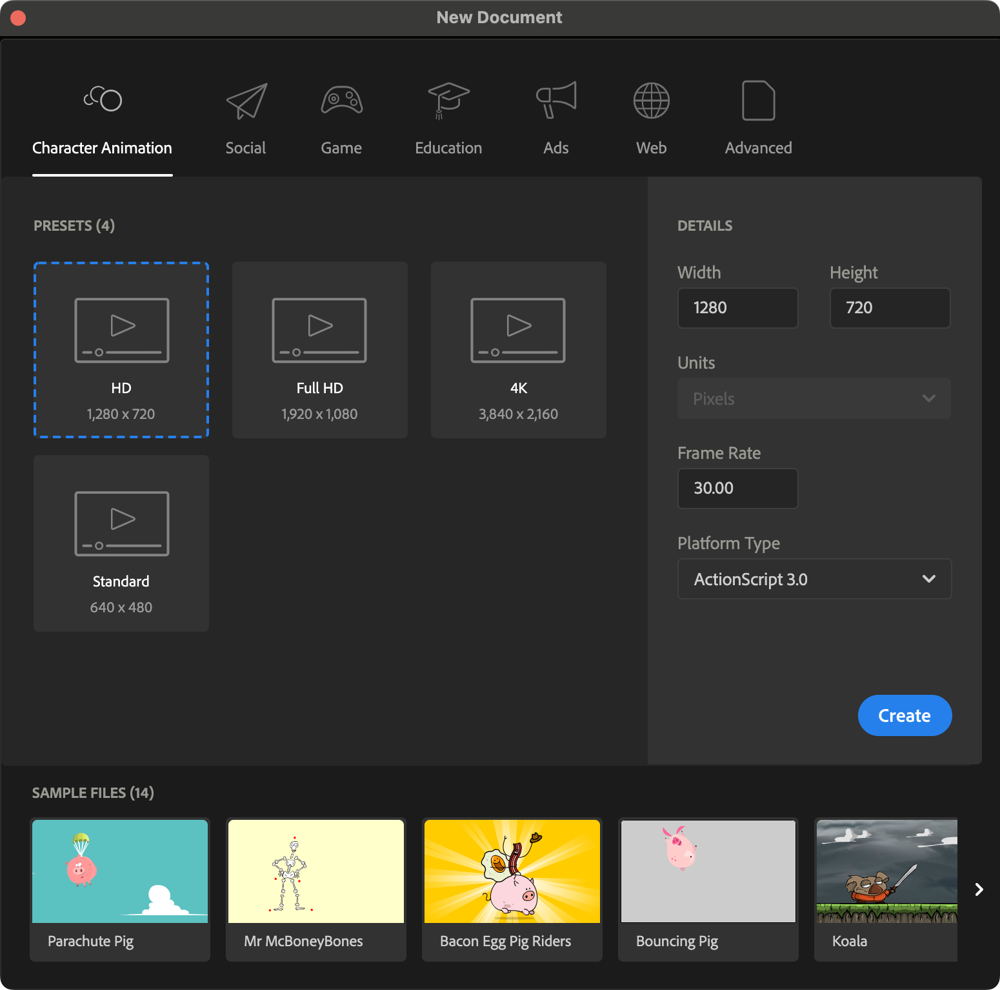 New Document
Character Animation
Social
Game
Education
Ads
Web
Advanced
PRESETS (4)
HD
1,280 x 720
Full HD
1,920 x 1,080
4K
3,840 x 2,160
Standard
640 x 480
DETAILS
Width
Height
1280
720
Units
Pixels
Frame Rate
30.00
Platform Type
ActionScript 3.0
Create
SAMPLE FILES (14)
Parachute Pig
Mr McBoneyBones
Bacon Egg Pig Riders
Bouncing Pig
Koala